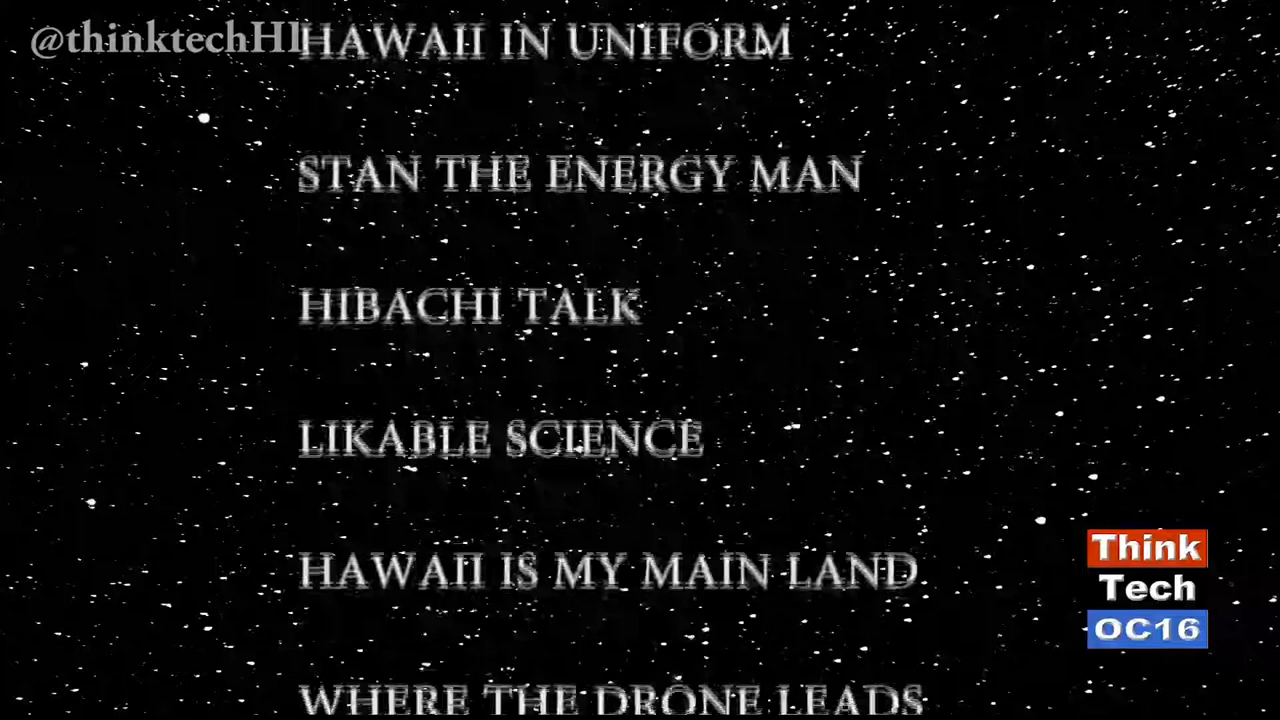 @thinktechHI
HAWAII IN UNIFORM
STAN THE ENERGY MAN
HIBACHI TALK
LIKABLE SCIENCE
HAWAII IS MY MAIN LAND
Think
Tech
OC16
WHERE THE DRONE LEADS